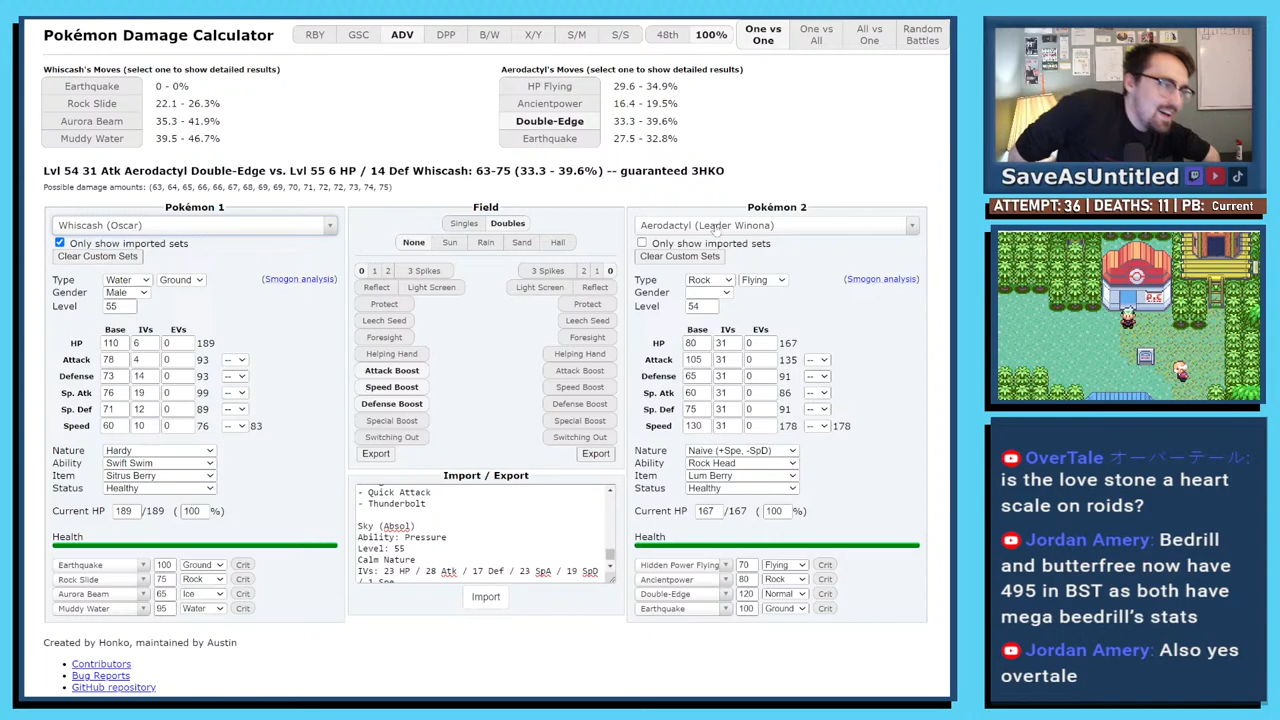 Pokémon Damage Calculator
RBY GSC ADV DPP B/W X/Y S/M S/S 48th 100% One vs One One vs All All vs One Random Battles
Whiscash's Moves (select one to show detailed results)
Earthquake 0 - 0%
Rock Slide 22.1 - 26.3%
Aurora Beam 35.3 - 41.9%
Muddy Water 39.5 - 46.7%
Aerodactyl's Moves (select one to show detailed results)
HP Flying 29.6 - 34.9%
Ancientpower 16.4 - 19.5%
Double-Edge 33.3 - 39.6%
Earthquake 27.5 - 32.8%
Lvl 54 31 Atk Aerodactyl Double-Edge vs. Lvl 55 6 HP / 14 Def Whiscash: 63-75 (33.3 - 39.6%) -- guaranteed 3HKO
Possible damage amounts: (63, 64, 65, 66, 66, 67, 68, 69, 69, 70, 71, 72, 72, 73, 74, 75)
Pokémon 1
Whiscash (Oscar)
Only show imported sets
Clear Custom Sets
Type Water Ground (Smogon analysis)
Gender Male
Level 55
Base IVs EVs
HP 110 6 0 189
Attack 78 4 0 93 --
Defense 73 14 0 93 --
Sp. Atk 76 19 0 99 --
Sp. Def 71 12 0 89 --
Speed 60 10 0 76 -- 83
Nature Hardy
Ability Swift Swim
Item Sitrus Berry
Status Healthy
Current HP 189 /189 ( 100 %)
Health
Earthquake 100 Ground Crit
Rock Slide 75 Rock Crit
Aurora Beam 65 Ice Crit
Muddy Water 95 Water Crit
Field
Singles Doubles
None Sun Rain Sand Hail
0 1 2 3 Spikes 3 Spikes 2 1 0
Reflect Light Screen Light Screen Reflect
Protect Protect
Leech Seed Leech Seed
Foresight Foresight
Helping Hand Helping Hand
Attack Boost Attack Boost
Speed Boost Speed Boost
Defense Boost Defense Boost
Special Boost Special Boost
Switching Out Switching Out
Export Export
Import / Export
- Quick Attack
- Thunderbolt
Sky (Absol)
Ability: Pressure
Level: 55
Calm Nature
IVs: 23 HP / 28 Atk / 17 Def / 23 SpA / 19 SpD
/ 1 Spe
Import
Pokémon 2
Aerodactyl (Leader Winona)
Only show imported sets
Clear Custom Sets
Type Rock Flying (Smogon analysis)
Gender
Level 54
Base IVs EVs
HP 80 31 0 167
Attack 105 31 0 135 --
Defense 65 31 0 91 --
Sp. Atk 60 31 0 86 --
Sp. Def 75 31 0 91 --
Speed 130 31 0 178 -- 178
Nature Naive (+Spe, -SpD)
Ability Rock Head
Item Lum Berry
Status Healthy
Current HP 167 /167 ( 100 %)
Health
Hidden Power Flying 70 Flying Crit
Ancientpower 80 Rock Crit
Double-Edge 120 Normal Crit
Earthquake 100 Ground Crit
Created by Honko, maintained by Austin
• Contributors
• Bug Reports
• GitHub repository
SaveAsUntitled
ATTEMPT: 36 | DEATHS: 11 | PB: Current
P.C
OverTale オーバーテール:
is the love stone a heart
scale on roids?
Jordan Amery: Bedrill
and butterfree now have
495 in BST as both have
mega beedrill's stats
Jordan Amery: Also yes
overtale